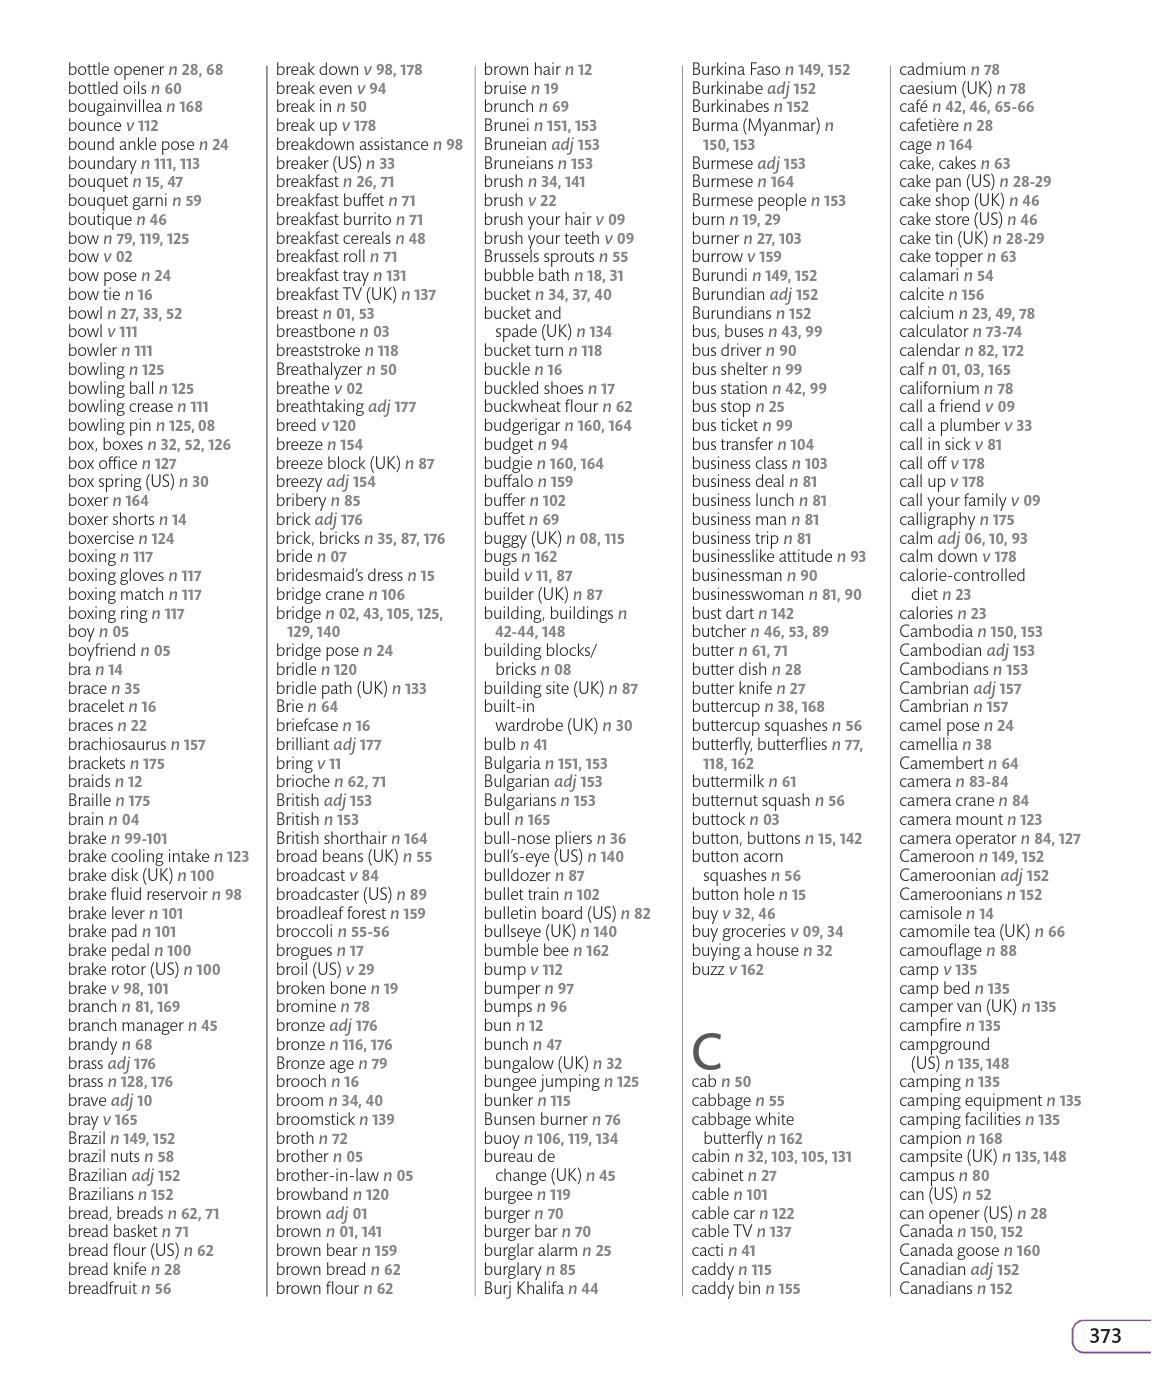 bottle opener n 28, 68
bottled oils n 60
bougainvillea n 168
bounce v 112
bound ankle pose n 24
boundary n 111, 113
bouquet n 15, 47
bouquet garni n 59
boutique n 46
bow n 79, 119, 125
bow v 02
bow pose n 24
bow tie n 16
bowl n 27, 33, 52
bowl v 111
bowler n 111
bowling n 125
bowling ball n 125
bowling crease n 111
bowling pin n 125, 08
box, boxes n 32, 52, 126
box office n 127
box spring (US) n 30
boxer n 164
boxer shorts n 14
boxercise n 124
boxing n 117
boxing gloves n 117
boxing match n 117
boxing ring n 117
boy n 05
boyfriend n 05
bra n 14
brace n 35
bracelet n 16
braces n 22
brachiosaurus n 157
brackets n 175
braids n 12
Braille n 175
brain n 04
brake n 99-101
brake cooling intake n 123
brake disk (UK) n 100
brake fluid reservoir n 98
brake lever n 101
brake pad n 101
brake pedal n 100
brake rotor (US) n 100
brake v 98, 101
branch n 81, 169
branch manager n 45
brandy n 68
brass adj 176
brass n 128, 176
brave adj 10
bray v 165
Brazil n 149, 152
brazil nuts n 58
Brazilian adj 152
Brazilians n 152
bread, breads n 62, 71
bread basket n 71
bread flour (US) n 62
bread knife n 28
breadfruit n 56
break down v 98, 178
break even v 94
break in n 50
break up v 178
breakdown assistance n 98
breaker (US) n 33
breakfast n 26, 71
breakfast buffet n 71
breakfast burrito n 71
breakfast cereals n 48
breakfast roll n 71
breakfast tray n 131
breakfast TV (UK) n 137
breast n 01, 53
breastbone n 03
breaststroke n 118
Breathalyzer n 50
breathe v 02
breathtaking adj 177
breed v 120
breeze n 154
breeze block (UK) n 87
breezy adj 154
bribery n 85
brick adj 176
brick, bricks n 35, 87, 176
bride n 07
bridesmaid's dress n 15
bridge crane n 106
bridge n 02, 43, 105, 125,
129, 140
bridge pose n 24
bridle n 120
bridle path (UK) n 133
Brie n 64
briefcase n 16
brilliant adj 177
bring v 11
brioche n 62, 71
British adj 153
British n 153
British shorthair n 164
broad beans (UK) n 55
broadcast v 84
broadcaster (US) n 89
broadleaf forest n 159
broccoli n 55-56
brogues n 17
broil (US) v 29
broken bone n 19
bromine n 78
bronze adj 176
bronze n 116, 176
Bronze age n 79
brooch n 16
broom n 34, 40
broomstick n 139
broth n 72
brother n 05
brother-in-law n 05
browband n 120
brown adj 01
brown n 01, 141
brown bear n 159
brown bread n 62
brown flour n 62
brown hair n 12
bruise n 19
brunch n 69
Brunei n 151, 153
Bruneian adj 153
Bruneians n 153
brush n 34, 141
brush v 22
brush your hair v 09
brush your teeth v 09
Brussels sprouts n 55
bubble bath n 18, 31
bucket n 34, 37, 40
bucket and
spade (UK) n 134
bucket turn n 118
buckle n 16
buckled shoes n 17
buckwheat flour n 62
budgerigar n 160, 164
budget n 94
budgie n 160, 164
buffalo n 159
buffer n 102
buffet n 69
buggy (UK) n 08, 115
bugs n 162
build v 11, 87
builder (UK) n 87
building, buildings n
42-44, 148
building blocks/
bricks n 08
building site (UK) n 87
built-in
wardrobe (UK) n 30
bulb n 41
Bulgaria n 151, 153
Bulgarian adj 153
Bulgarians n 153
bull n 165
bull-nose pliers n 36
bull's-eye (US) n 140
bulldozer n 87
bullet train n 102
bulletin board (US) n 82
bullseye (UK) n 140
bumble bee n 162
bump v 112
bumper n 97
bumps n 96
bun n 12
bunch n 47
bungalow (UK) n 32
bungee jumping n 125
bunker n 115
Bunsen burner n 76
buoy n 106, 119, 134
bureau de
change (UK) n 45
burgee n 119
burger n 70
burger bar n 70
burglar alarm n 25
burglary n 85
Burj Khalifa n 44
Burkina Faso n 149, 152
Burkinabe adj 152
Burkinabes n 152
Burma (Myanmar) n
150, 153
Burmese adj 153
Burmese n 164
Burmese people n 153
burn n 19, 29
burner n 27, 103
burrow v 159
Burundi n 149, 152
Burundian adj 152
Burundians n 152
bus, buses n 43, 99
bus driver n 90
bus shelter n 99
bus station n 42, 99
bus stop n 25
bus ticket n 99
bus transfer n 104
business class n 103
business deal n 81
business lunch n 81
business man n 81
business trip n 81
businesslike attitude n 93
businessman n 90
businesswoman n 81, 90
bust dart n 142
butcher n 46, 53, 89
butter n 61, 71
butter dish n 28
butter knife n 27
buttercup n 38, 168
buttercup squashes n 56
butterfly, butterflies n 77,
118, 162
buttermilk n 61
butternut squash n 56
buttock n 03
button, buttons n 15, 142
button acorn
squashes n 56
button hole n 15
buy v 32, 46
buy groceries v 09, 34
buying a house n 32
buzz v 162
C
cab n 50
cabbage n 55
cabbage white
butterfly n 162
cabin n 32, 103, 105, 131
cabinet n 27
cable n 101
cable car n 122
cable TV n 137
cacti n 41
caddy n 115
caddy bin n 155
cadmium n 78
caesium (UK) n 78
café n 42, 46, 65-66
cafetière n 28
cage n 164
cake, cakes n 63
cake pan (US) n 28-29
cake shop (UK) n 46
cake store (US) n 46
cake tin (UK) n 28-29
cake topper n 63
calamari n 54
calcite n 156
calcium n 23, 49, 78
calculator n 73-74
calendar n 82, 172
calf n 01, 03, 165
californium n 78
call a friend v 09
call a plumber v 33
call in sick v 81
call off v 178
call up v 178
call your family v 09
calligraphy n 175
calm adj 06, 10, 93
calm down v 178
calorie-controlled
diet n 23
calories n 23
Cambodia n 150, 153
Cambodian adj 153
Cambodians n 153
Cambrian adj 157
Cambrian n 157
camel pose n 24
camellia n 38
Camembert n 64
camera n 83-84
camera crane n 84
camera mount n 123
camera operator n 84, 127
Cameroon n 149, 152
Cameroonian adj 152
Cameroonians n 152
camisole n 14
camomile tea (UK) n 66
camouflage n 88
camp v 135
camp bed n 135
camper van (UK) n 135
campfire n 135
campground
(US) n 135, 148
camping n 135
camping equipment n 135
camping facilities n 135
campion n 168
campsite (UK) n 135, 148
campus n 80
can (US) n 52
can opener (US) n 28
Canada n 150, 152
Canada goose n 160
Canadian adj 152
Canadians n 152
373